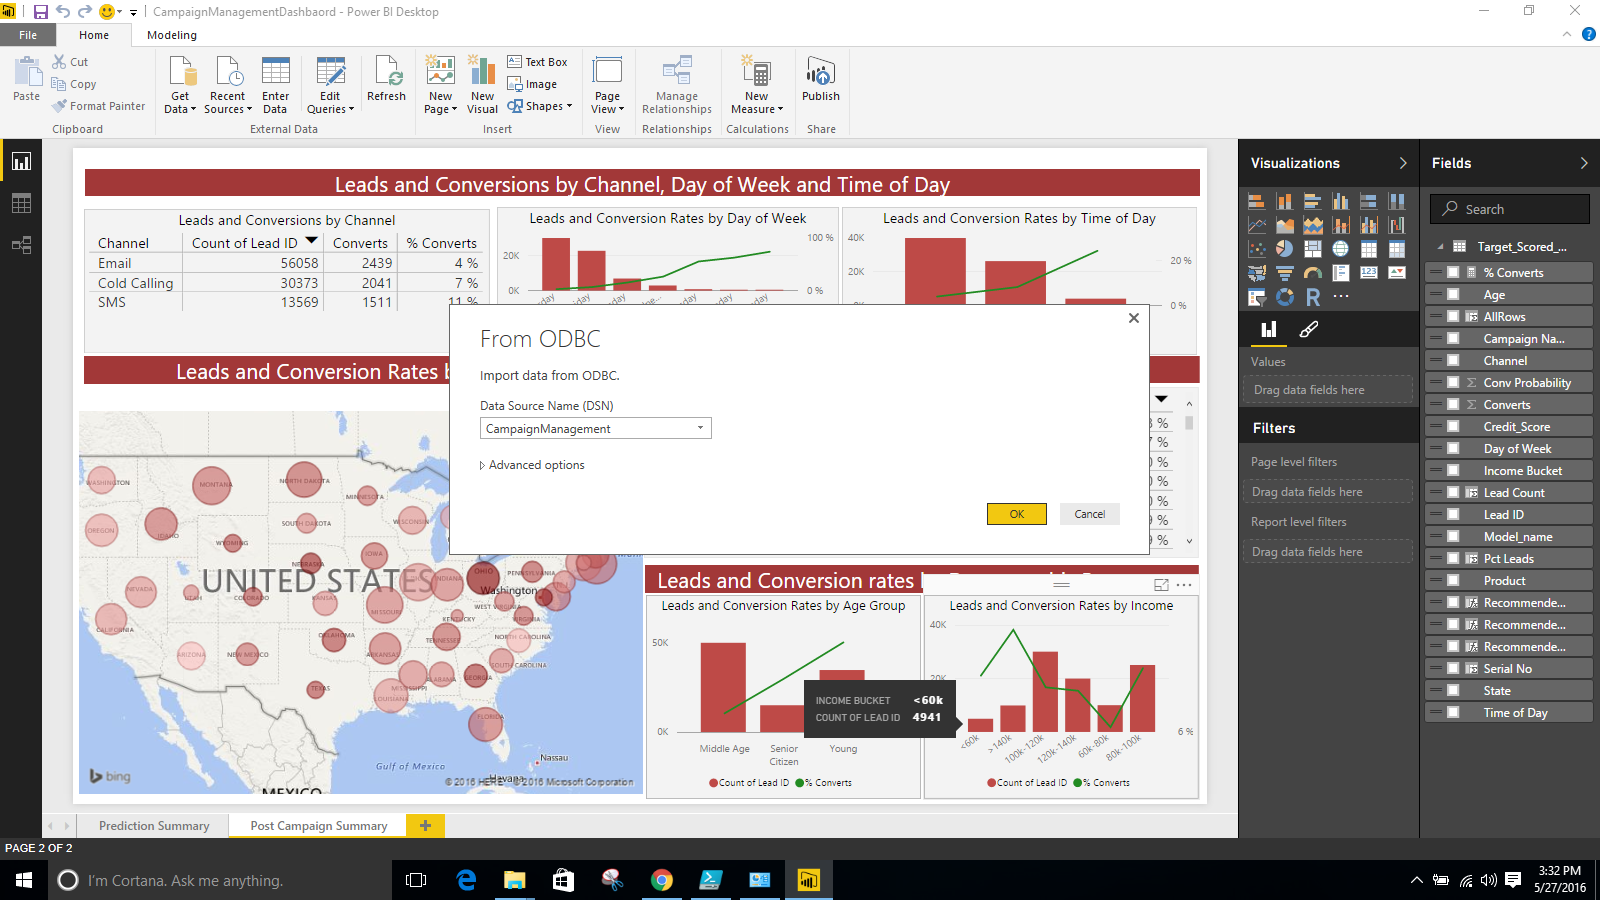 CampaignManagementDashbaord - Power BI Desktop
File
Home
Modeling
Paste
Cut
Copy
Format Painter
Clipboard
Get Data
Recent Sources
Enter Data
Edit Queries
Refresh
External Data
New Page
New Visual
Text Box
Image
Shapes
Insert
Page View
View
Manage Relationships
Relationships
New Measure
Calculations
Publish
Share
Leads and Conversions by Channel, Day of Week and Time of Day
Leads and Conversions by Channel
Channel Count of Lead ID Converts % Converts
Email 56058 2439 4 %
Cold Calling 30373 2041 7 %
SMS 13569 1511 11 %
Leads and Conversion Rates by Day of Week
20K
0K
100 %
0 %
Leads and Conversion Rates by Time of Day
40K
20K
20 %
0 %
Leads and Conversion Rates
From ODBC
Import data from ODBC.
Data Source Name (DSN)
CampaignManagement
Advanced options
OK
Cancel
WASHINGTON
MONTANA
NORTH DAKOTA
MINNESOTA
OREGON
IDAHO
SOUTH DAKOTA
WISCONSIN
WYOMING
IOWA
NEBRASKA
UNITED STATES
NEVADA
UTAH
COLORADO
KANSAS
MISSOURI
INDIANA
OHIO
PENNSYLVANIA
Washington
WEST VIRGINIA
VIRGINIA
KENTUCKY
CALIFORNIA
ARIZONA
NEW MEXICO
OKLAHOMA
ARKANSAS
TENNESSEE
NORTH CAROLINA
SOUTH CAROLINA
TEXAS
MISSISSIPPI
ALABAMA
GEORGIA
LOUISIANA
FLORIDA
Gulf of Mexico
Nassau
Havana
MEXICO
bing
© 2016 HERE © 2016 Microsoft Corporation
Leads and Conversion rates
Leads and Conversion Rates by Age Group
50K
0K
Middle Age
Senior Citizen
Young
Count of Lead ID % Converts
Leads and Conversion Rates by Income
40K
20K
6 %
<60k
>140k
100k-120k
120k-140k
60k-80k
80k-100k
Count of Lead ID % Converts
INCOME BUCKET <60k
COUNT OF LEAD ID 4941
Visualizations
Values
Drag data fields here
Filters
Page level filters
Drag data fields here
Report level filters
Drag data fields here
Fields
Search
Target_Scored_...
% Converts
Age
AllRows
Campaign Na...
Channel
Conv Probability
Converts
Credit_Score
Day of Week
Income Bucket
Lead Count
Lead ID
Model_name
Pct Leads
Product
Recommende...
Recommende...
Recommende...
Serial No
State
Time of Day
Prediction Summary
Post Campaign Summary
PAGE 2 OF 2
I'm Cortana. Ask me anything.
3:32 PM
5/27/2016